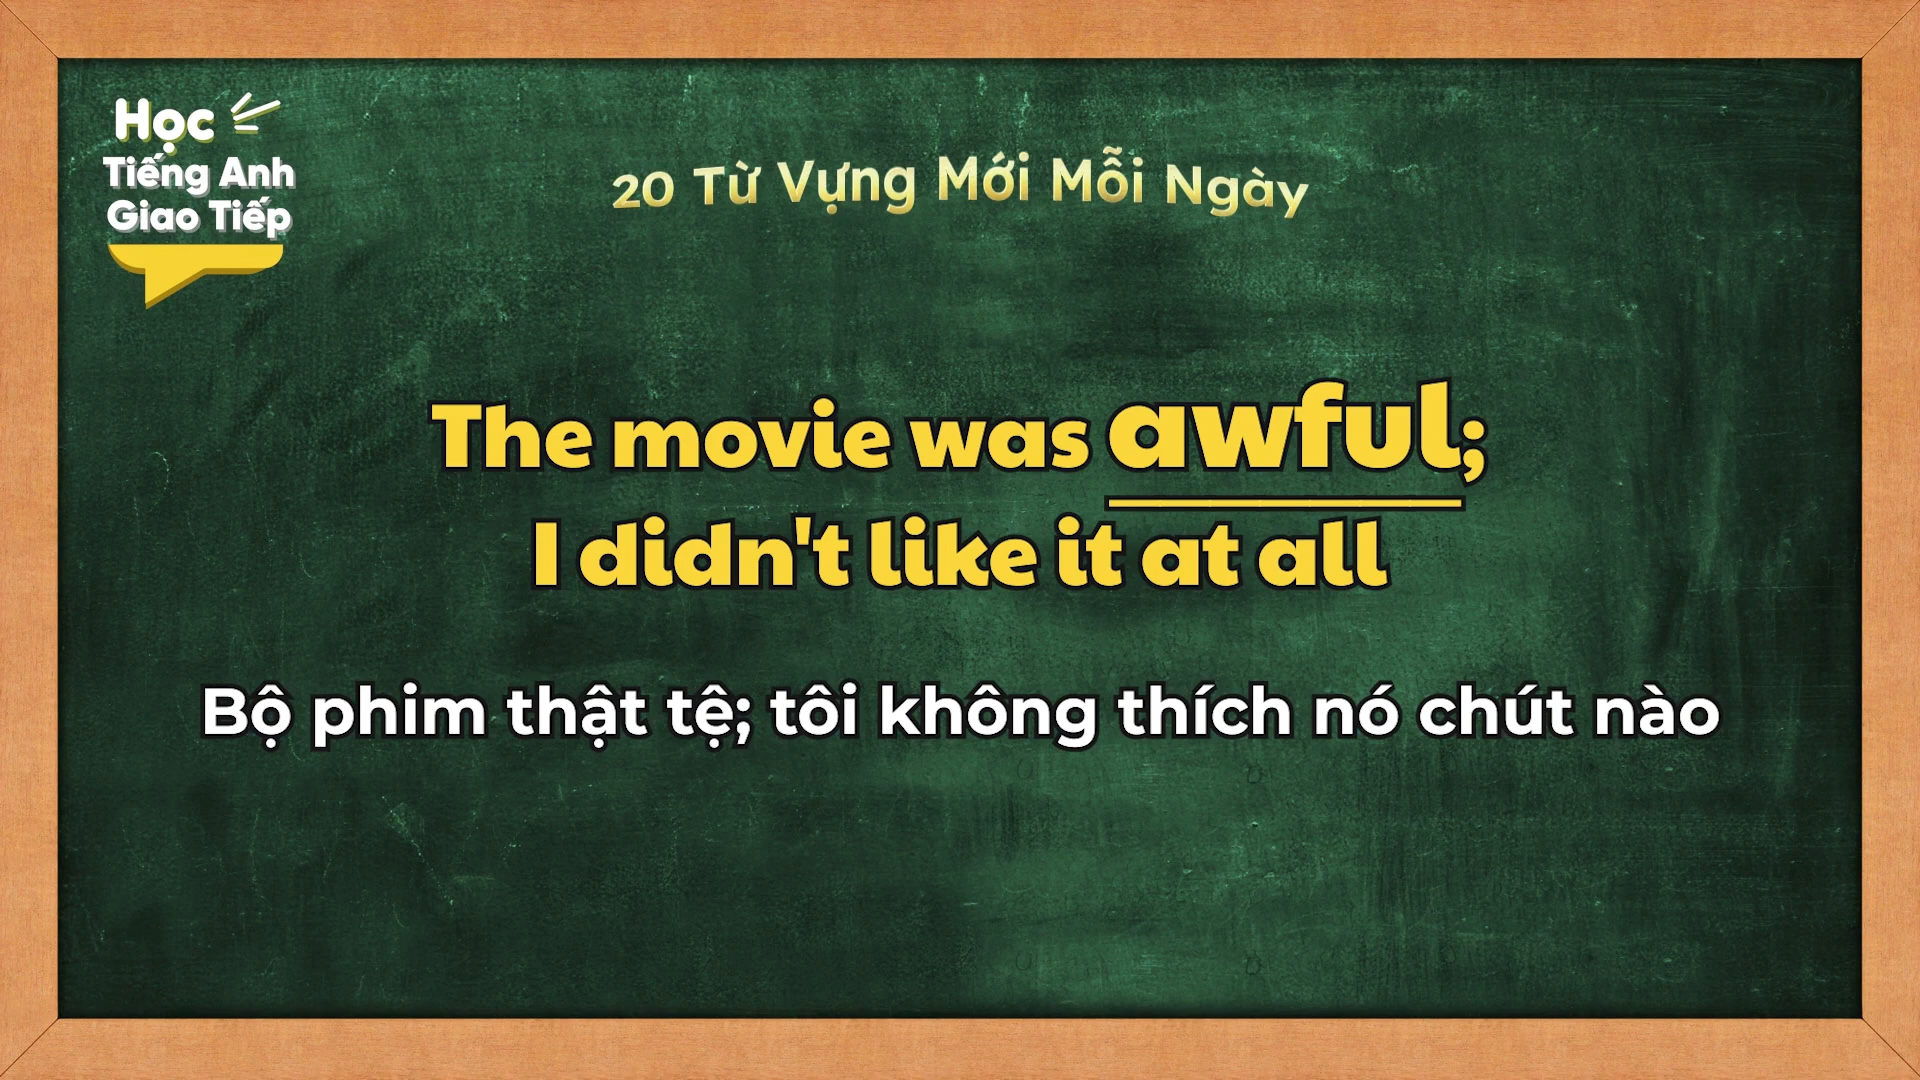 Học
Tiếng Anh
Giao Tiếp
20 Từ Vựng Mới Mỗi Ngày
The movie was awful;
I didn't like it at all
Bộ phim thật tệ; tôi không thích nó chút nào